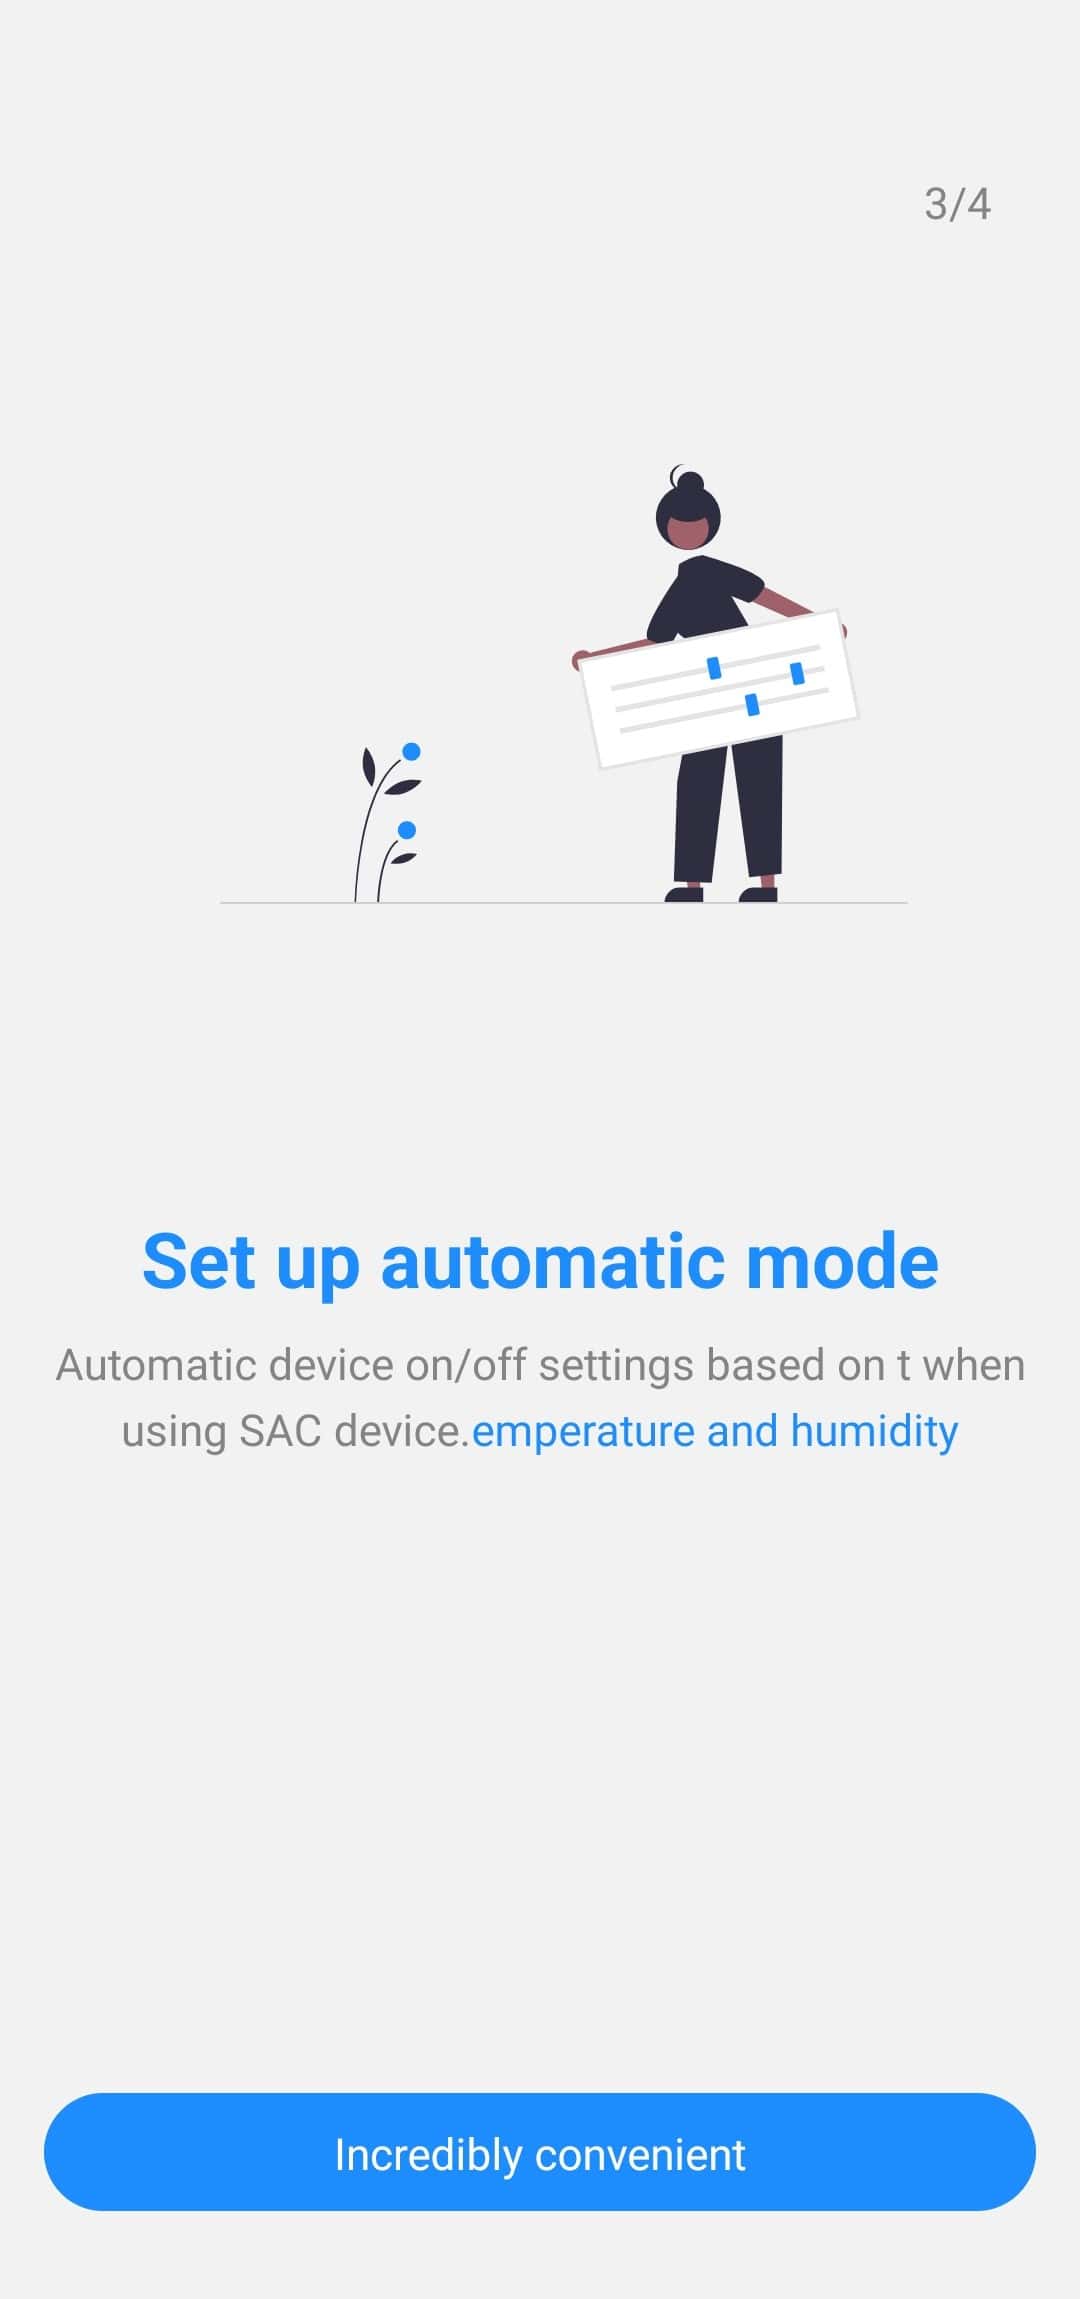 3/4
Set up automatic mode
Automatic device on/off settings based on t when
using SAC device.emperature and humidity
Incredibly convenient